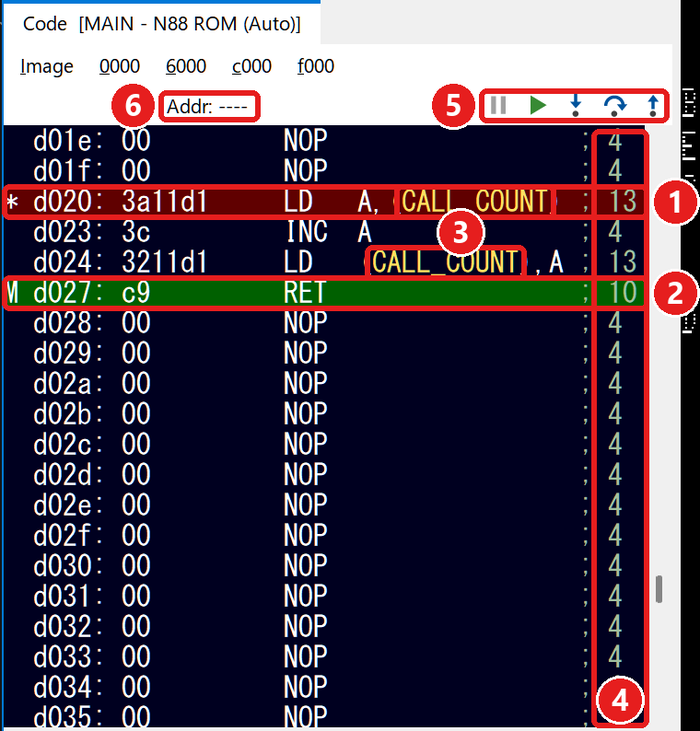 Code [MAIN - N88 ROM (Auto)]
Image 0000 6000 c000 f000
6 Addr: ---- 5
d01e: 00 NOP ; 4
d01f: 00 NOP ; 4
* d020: 3a11d1 LD A,(CALL_COUNT) ; 13 1
d023: 3c INC A 3 ; 4
d024: 3211d1 LD (CALL_COUNT),A ; 13
M d027: c9 RET ; 10 2
d028: 00 NOP ; 4
d029: 00 NOP ; 4
d02a: 00 NOP ; 4
d02b: 00 NOP ; 4
d02c: 00 NOP ; 4
d02d: 00 NOP ; 4
d02e: 00 NOP ; 4
d02f: 00 NOP ; 4
d030: 00 NOP ; 4
d031: 00 NOP ; 4
d032: 00 NOP ; 4
d033: 00 NOP ; 4
d034: 00 NOP ; 4
d035: 00 NOP ;